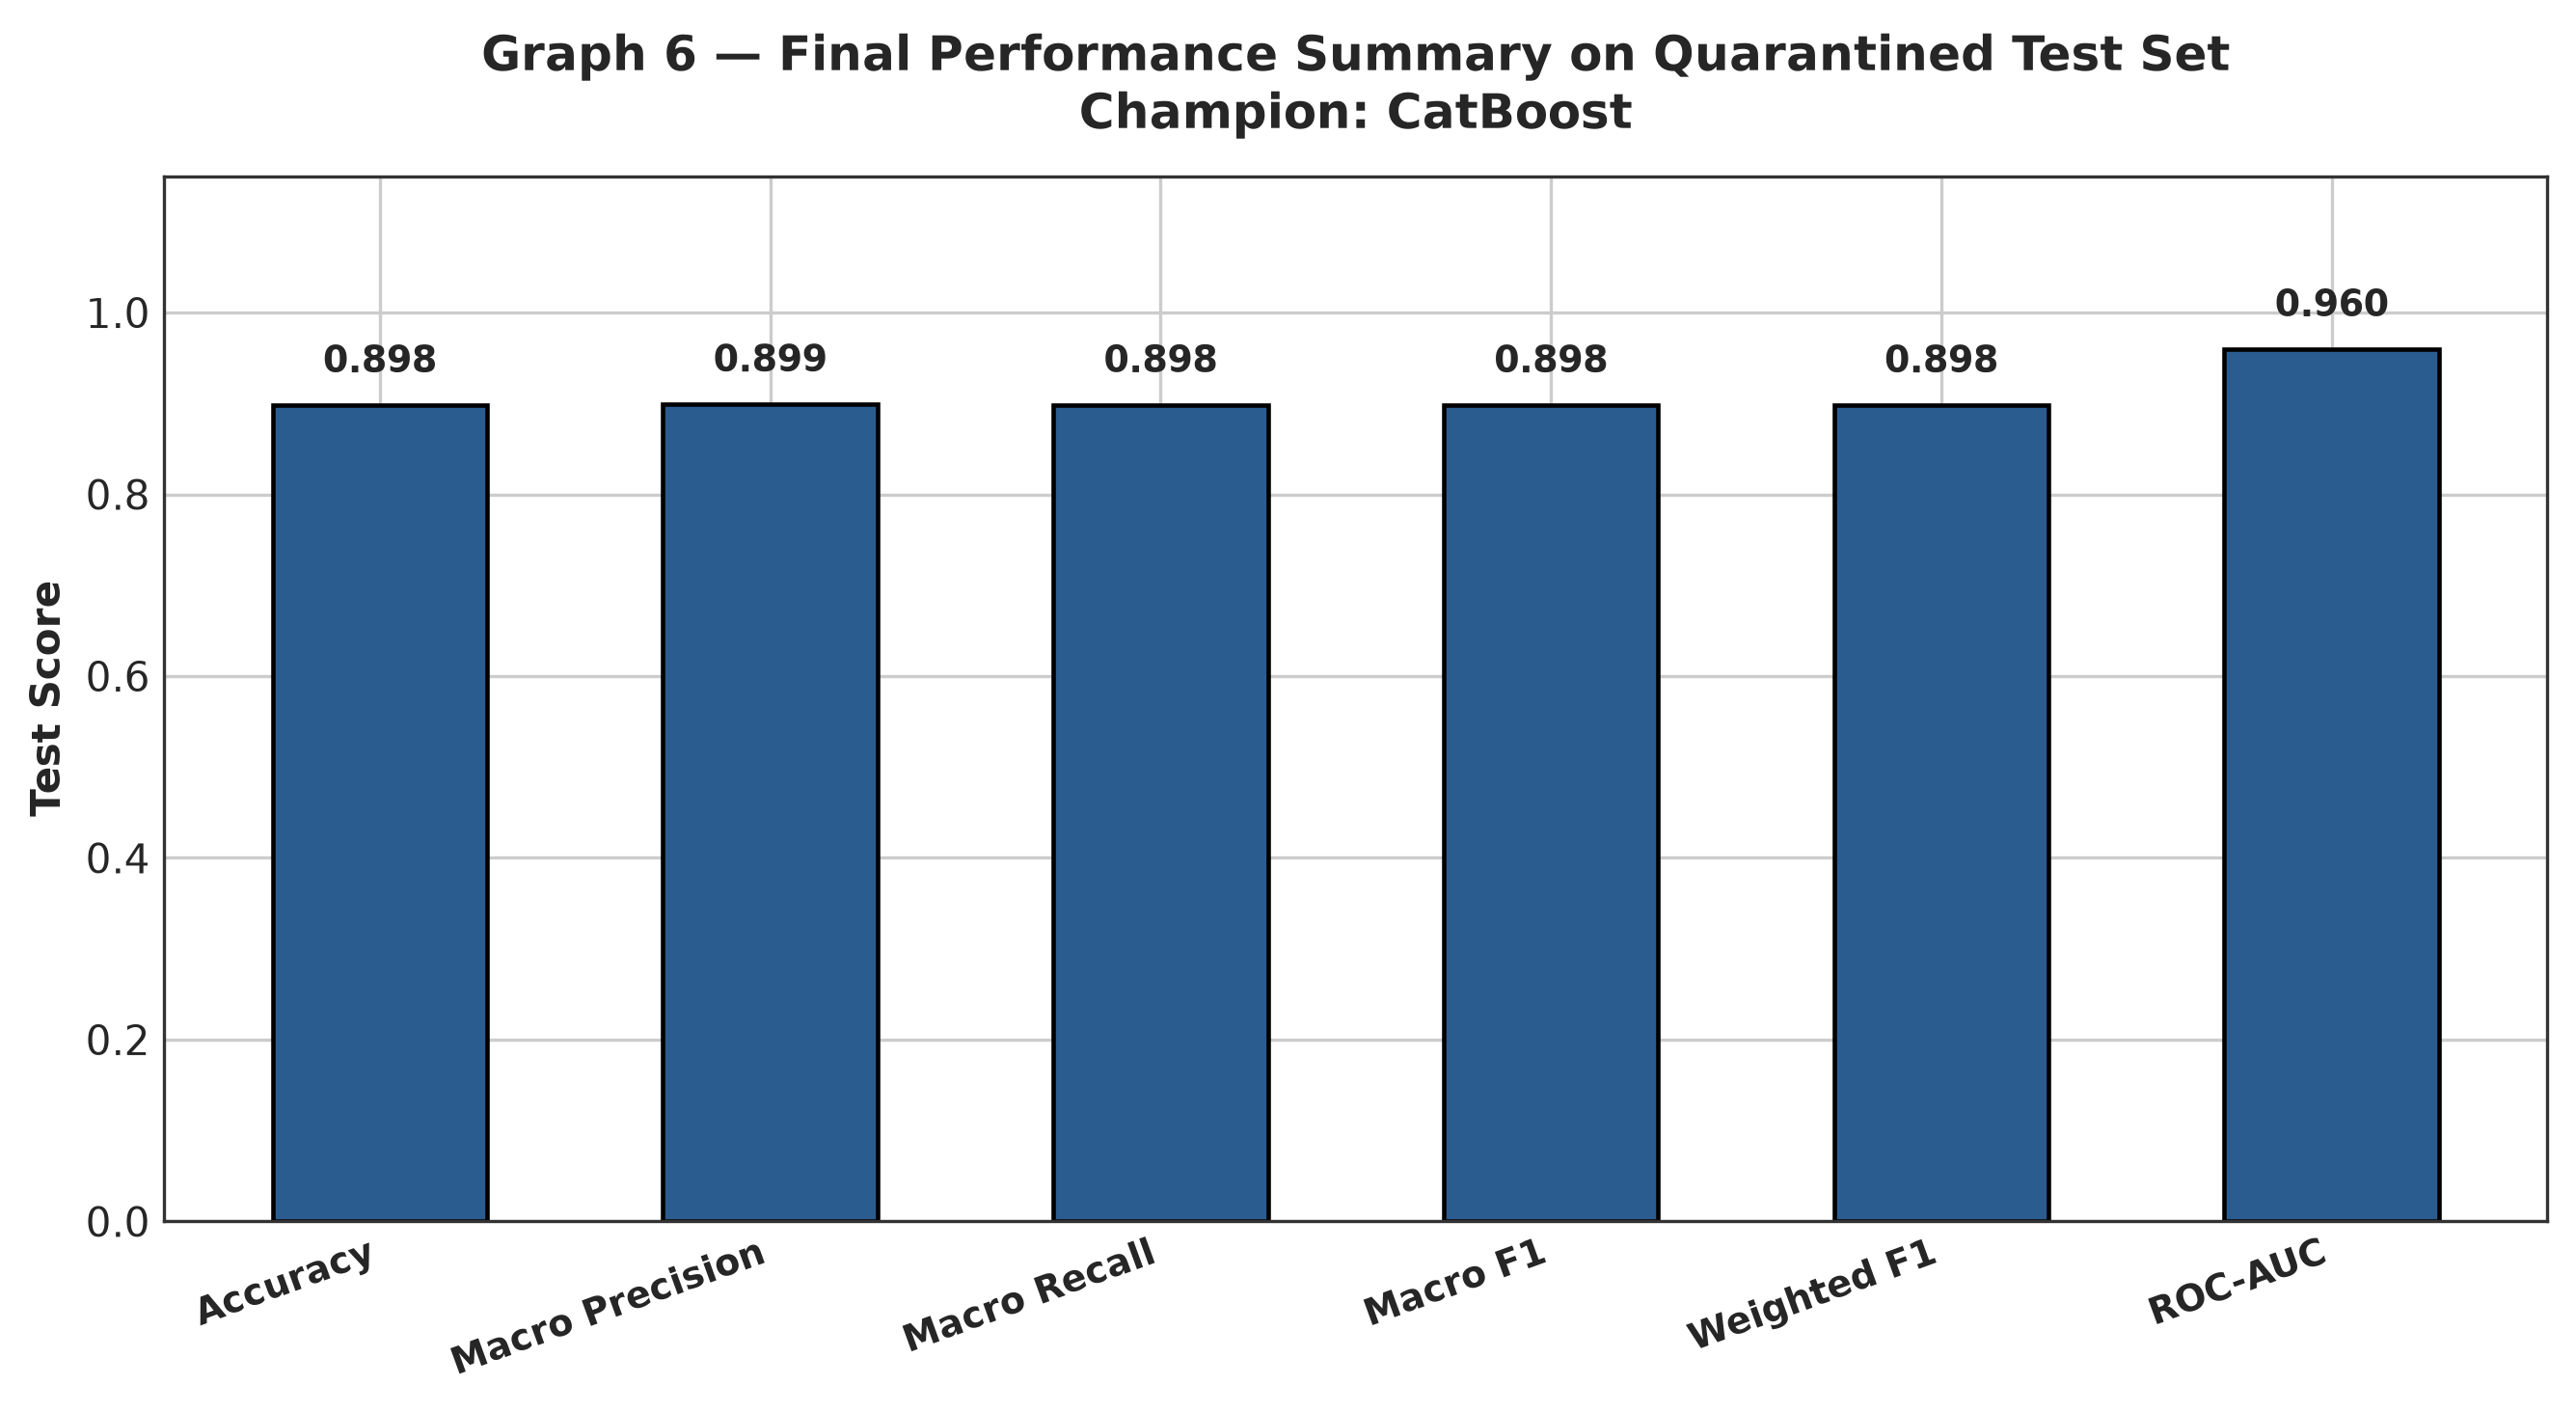 Graph 6 — Final Performance Summary on Quarantined Test Set
Champion: CatBoost
Test Score
1.0
0.8
0.6
0.4
0.2
0.0
0.898
0.899
0.898
0.898
0.898
0.960
Accuracy
Macro Precision
Macro Recall
Macro F1
Weighted F1
ROC-AUC